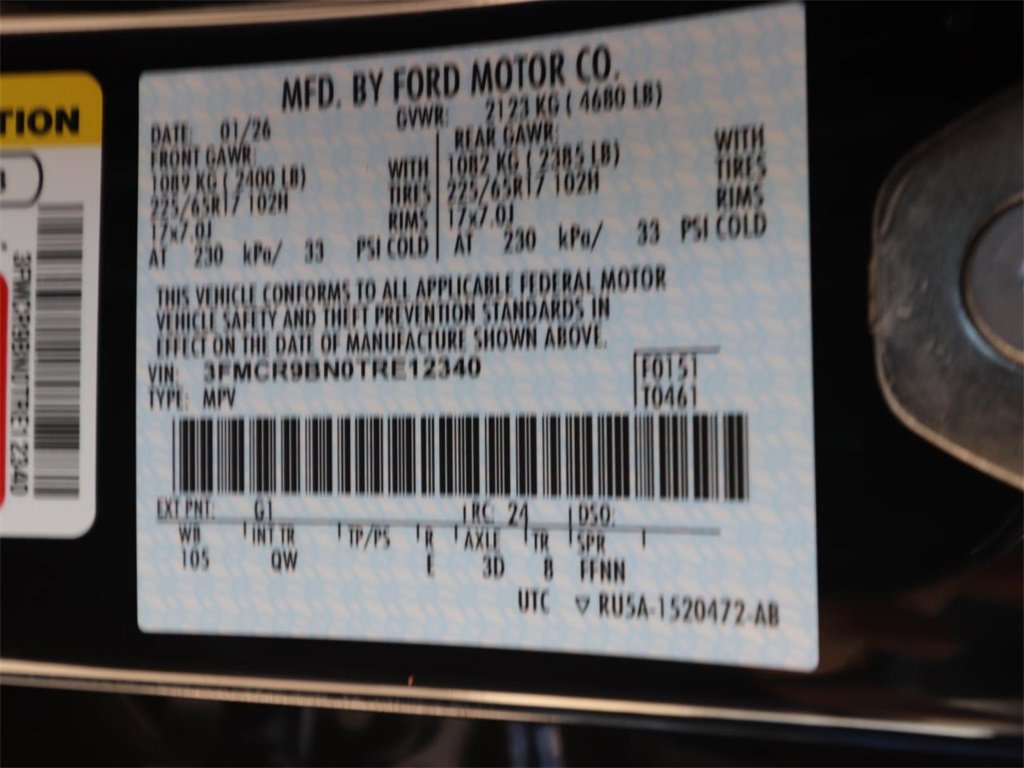 MFD. BY FORD MOTOR CO.
DATE: 01/26 GVWR: 2123 KG ( 4680 LB)
FRONT GAWR: REAR GAWR:
1089 KG ( 2400 LB) WITH 1082 KG ( 2385 LB) WITH
225/65R17 102H TIRES 225/65R17 102H TIRES
17x7.0J RIMS 17x7.0J RIMS
AT 230 kPa/ 33 PSI COLD AT 230 kPa/ 33 PSI COLD
THIS VEHICLE CONFORMS TO ALL APPLICABLE FEDERAL MOTOR
VEHICLE SAFETY AND THEFT PREVENTION STANDARDS IN
EFFECT ON THE DATE OF MANUFACTURE SHOWN ABOVE.
VIN: 3FMCR9BN0TRE12340 F0151
TYPE: MPV T0461
EXT PNT: G1 RC: 24 DSO:
WB INT TR TP/PS R AXLE TR SPR
105 QW E 3D B FFNN
UTC ▽ RU5A-1520472-AB
TION
3FMCR9BN0TRE12340